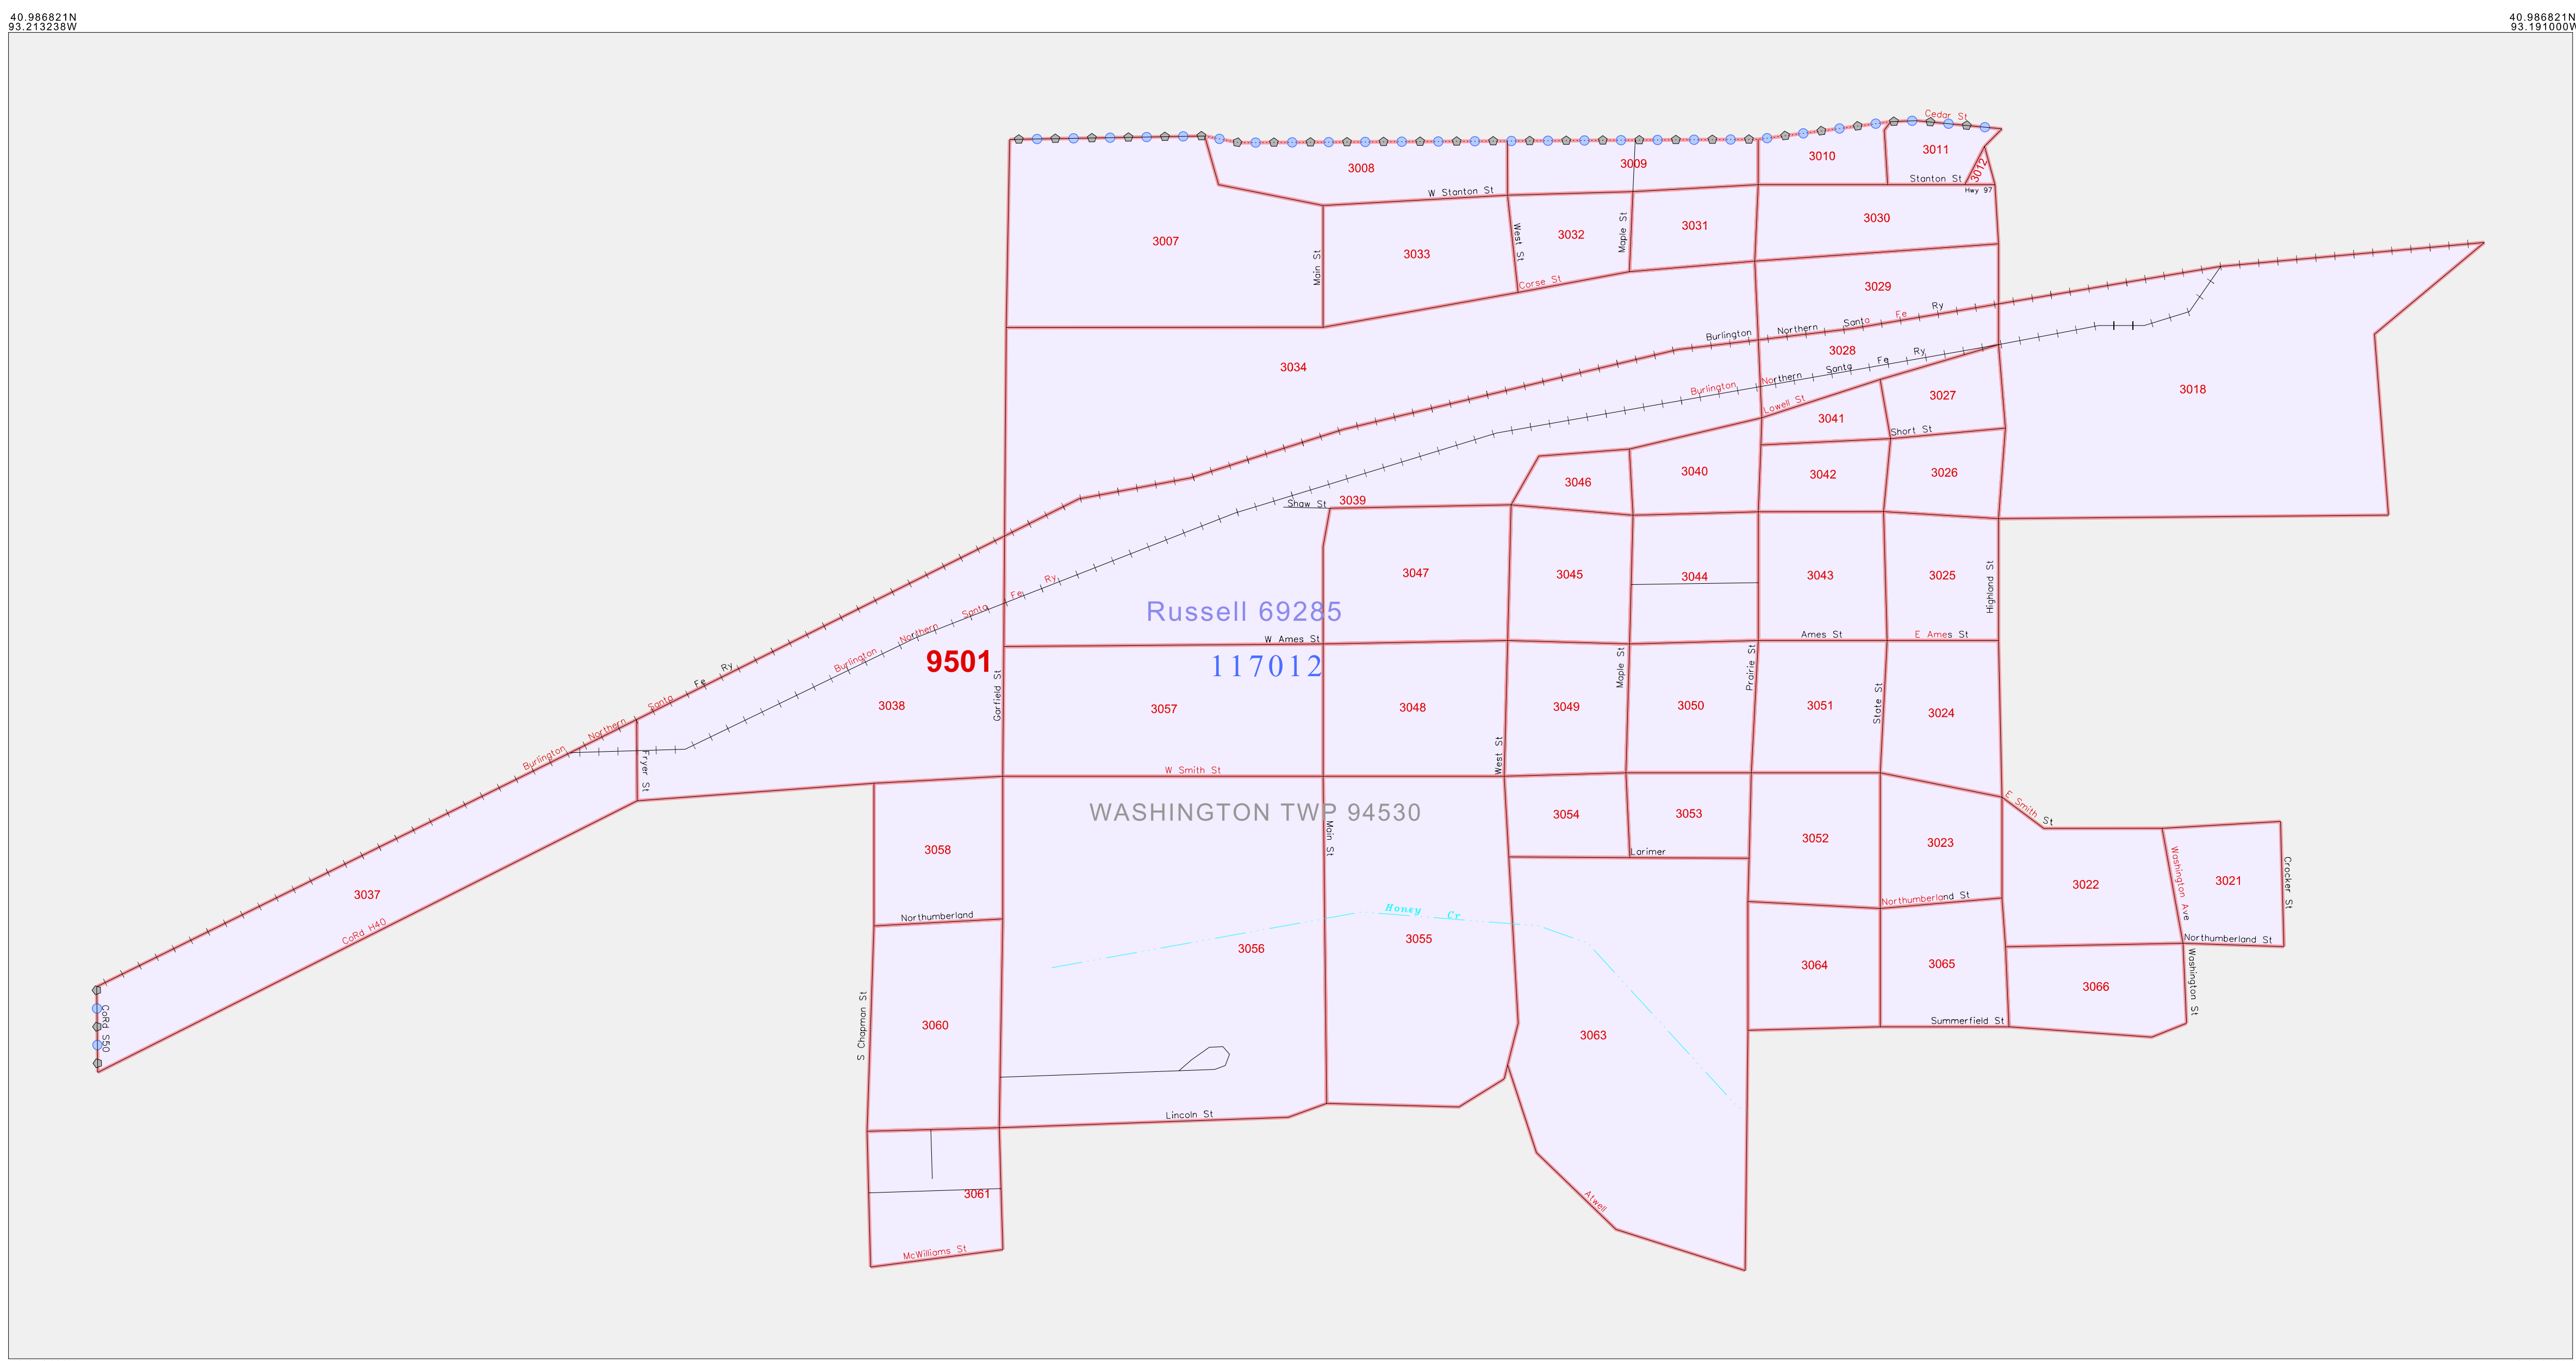 40.986821N
93.213238W
40.986821N
93.191000W
Cedar St
3008
3009
3010
3011
3012
W Stanton St
Stanton St
Hwy 97
3007
Main St
3033
West St
3032
Maple St
3031
3030
Corse St
3029
3034
Burlington Northern Santa Fe Ry
3028
Burlington Northern Santa Fe Ry
Lowell St
3041
3027
Short St
3018
3046
3040
3042
3026
Shaw St
3039
3047
3045
3044
3043
3025
Highland St
Burlington Northern Santa Fe Ry
Russell 69285
W Ames St
Ames St
E Ames St
9501
117012
Burlington Northern Santa Fe Ry
3038
Garfield St
3057
3048
West St
3049
Maple St
3050
Prairie St
3051
State St
3024
Fryer St
W Smith St
E Smith St
WASHINGTON TWP 94530
Main St
3054
3053
3052
3023
3058
Larimer
3037
CoRd H40
Washington Ave
3022
3021
Crocker St
Northumberland
Honey Cr
Northumberland St
3056
3055
3064
3065
Northumberland St
Washington St
3066
CoRd S50
S Chapman St
3060
3063
Summerfield St
Lincoln St
3061
Atwell
McWilliams St